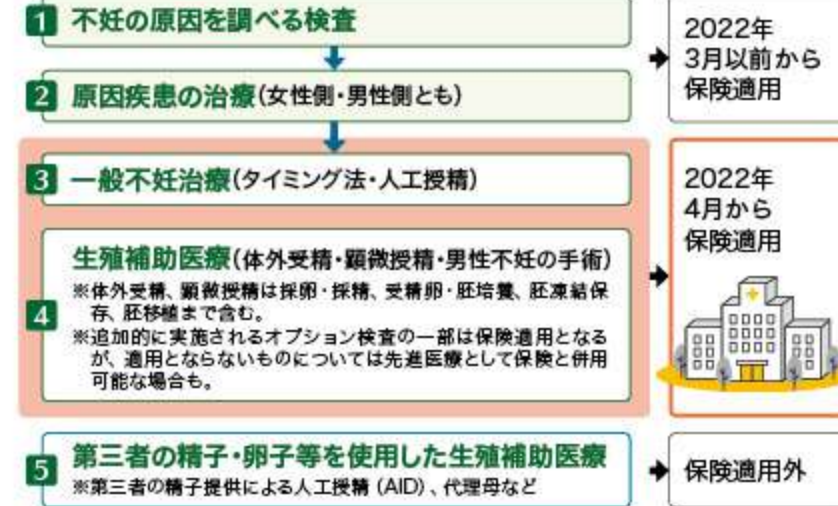 1 不妊の原因を調べる検査
2 原因疾患の治療(女性側・男性側とも)
2022年
3月以前から
保険適用
3 一般不妊治療(タイミング法・人工授精)
4 生殖補助医療(体外受精・顕微授精・男性不妊の手術)
※体外受精、顕微授精は採卵・採精、受精卵・胚培養、胚凍結保
存、胚移植まで含む。
※追加的に実施されるオプション検査の一部は保険適用となる
が、適用とならないものについては先進医療として保険と併用
可能な場合も。
2022年
4月から
保険適用
5 第三者の精子・卵子等を使用した生殖補助医療
※第三者の精子提供による人工授精(AID)、代理母など
保険適用外